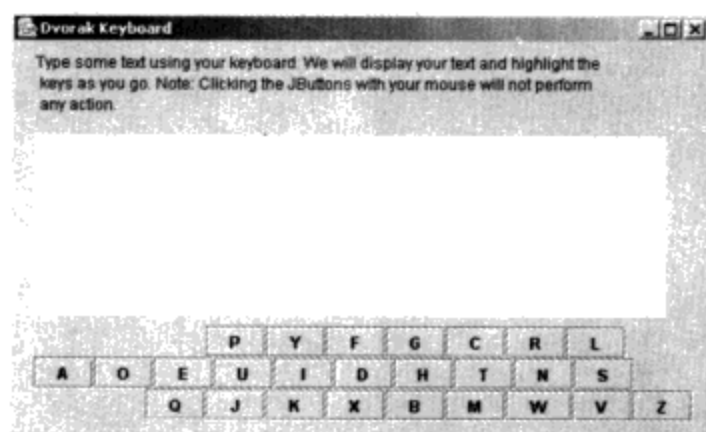 Dvorak Keyboard
Type some text using your keyboard. We will display your text and highlight the
keys as you go. Note: Clicking the JButtons with your mouse will not perform
any action.
P Y F G C R L
A O E U I D H T N S
Q J K X B M W V Z